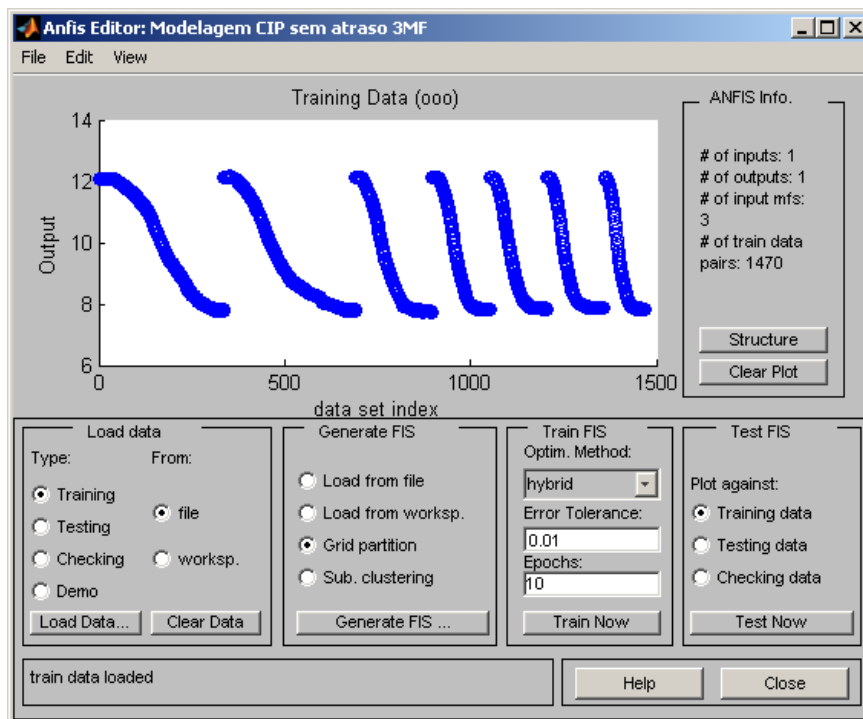 Anfis Editor: Modelagem CIP sem atraso 3MF
File Edit View
Training Data (ooo)
14
12
10
8
6
Output
0 500 1000 1500
data set index
ANFIS Info.
# of inputs: 1
# of outputs: 1
# of input mfs:
3
# of train data
pairs: 1470
Structure
Clear Plot
Load data
Type: From:
Training
file
Testing
Checking
worksp.
Demo
Load Data... Clear Data
Generate FIS
Load from file
Load from worksp.
Grid partition
Sub. clustering
Generate FIS ...
Train FIS
Optim. Method:
hybrid
Error Tolerance:
0.01
Epochs:
10
Train Now
Test FIS
Plot against:
Training data
Testing data
Checking data
Test Now
train data loaded
Help Close